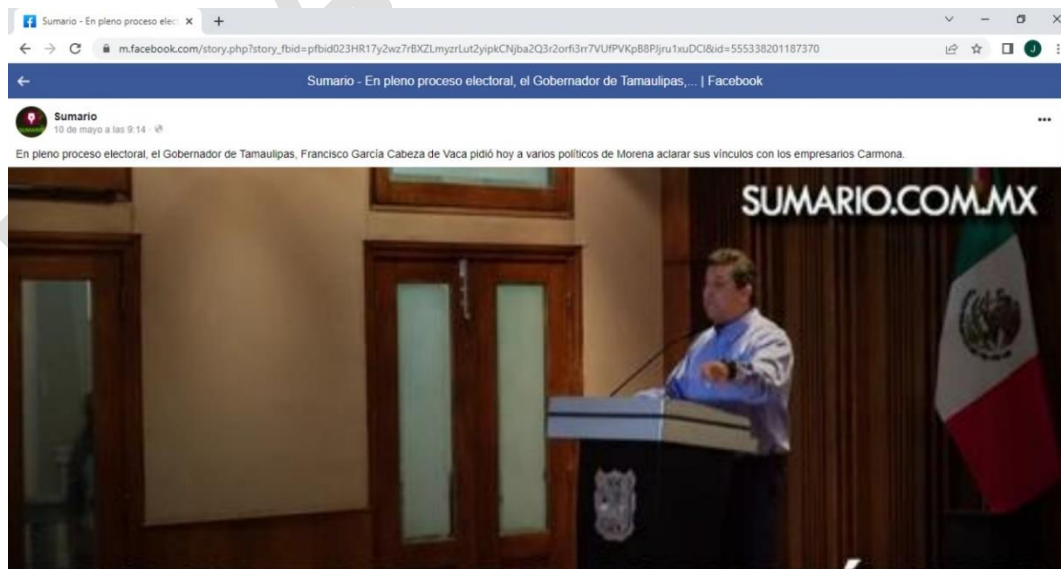 Sumario - En pleno proceso elec
m.facebook.com/story.php?story_fbid=pfbid023HR17y2wz7rBXZLmyzrLut2yipkCNjba2Q3r2orfi3rr7VUfPVKpB8PJjru1xuDCl&id=555338201187370
Sumario - En pleno proceso electoral, el Gobernador de Tamaulipas,... | Facebook
Sumario
10 de mayo a las 9:14
En pleno proceso electoral, el Gobernador de Tamaulipas, Francisco García Cabeza de Vaca pidió hoy a varios políticos de Morena aclarar sus vínculos con los empresarios Carmona.
SUMARIO.COM.MX